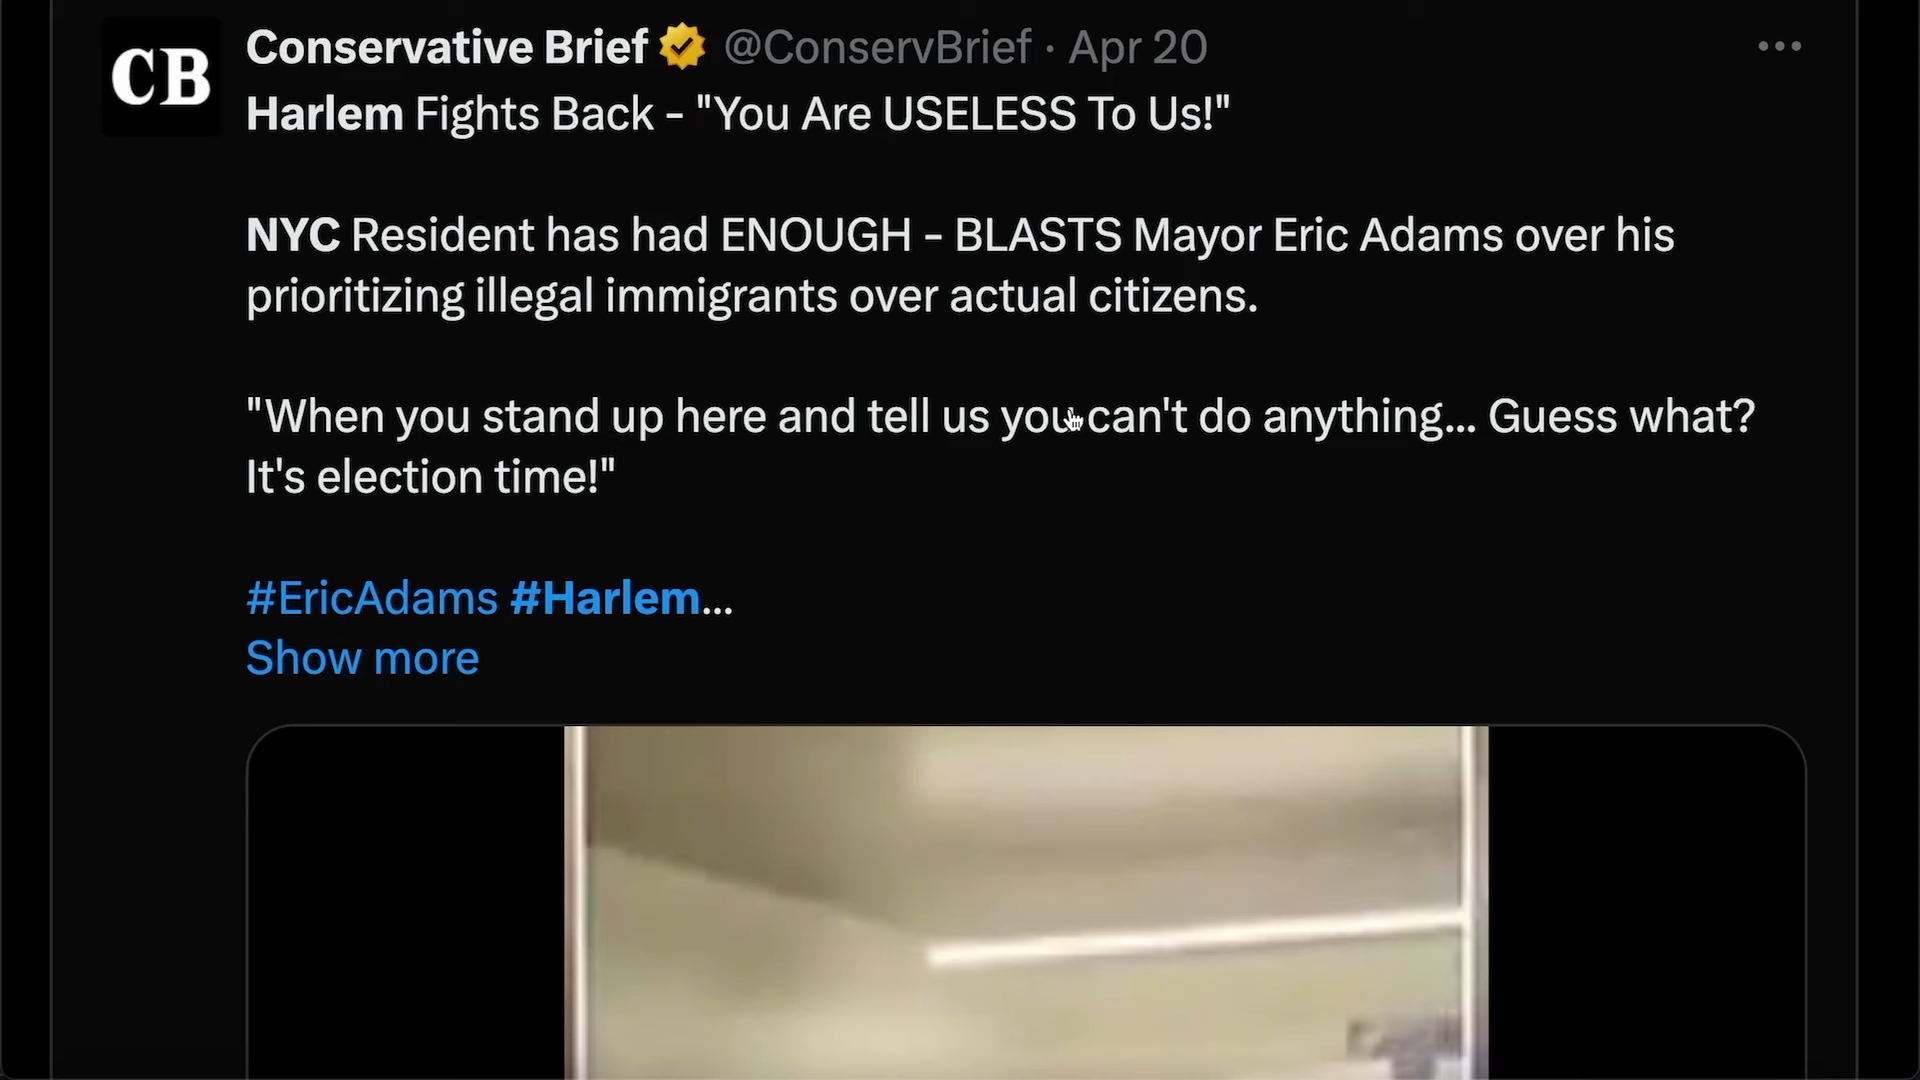 CB
Conservative Brief @ConservBrief · Apr 20
Harlem Fights Back - "You Are USELESS To Us!"
NYC Resident has had ENOUGH - BLASTS Mayor Eric Adams over his
prioritizing illegal immigrants over actual citizens.
"When you stand up here and tell us you can't do anything... Guess what?
It's election time!"
#EricAdams #Harlem...
Show more